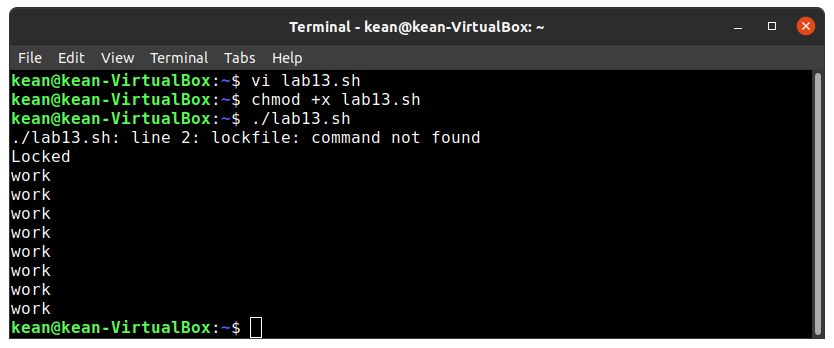 Terminal - kean@kean-VirtualBox: ~
File Edit View Terminal Tabs Help
kean@kean-VirtualBox:~$ vi lab13.sh
kean@kean-VirtualBox:~$ chmod +x lab13.sh
kean@kean-VirtualBox:~$ ./lab13.sh
./lab13.sh: line 2: lockfile: command not found
Locked
work
work
work
work
work
work
work
work
kean@kean-VirtualBox:~$